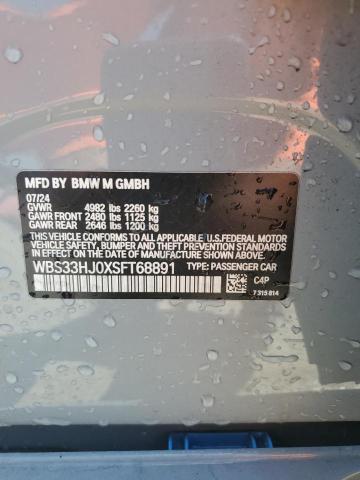 MFD BY BMW M GMBH
07/24
GVWR 4982 lbs 2260 kg
GAWR FRONT 2480 lbs 1125 kg
GAWR REAR 2646 lbs 1200 kg
THIS VEHICLE CONFORMS TO ALL APPLICABLE
U.S.FEDERAL MOTOR
VEHICLE SAFETY, BUMPER, AND THEFT PREVENTION
STANDARDS IN EFFECT ON THE DATE OF
MANUFACTURE SHOWN ABOVE.
WBS33HJ0XSFT68891 TYPE: PASSENGER CAR
C4P
7 315 814